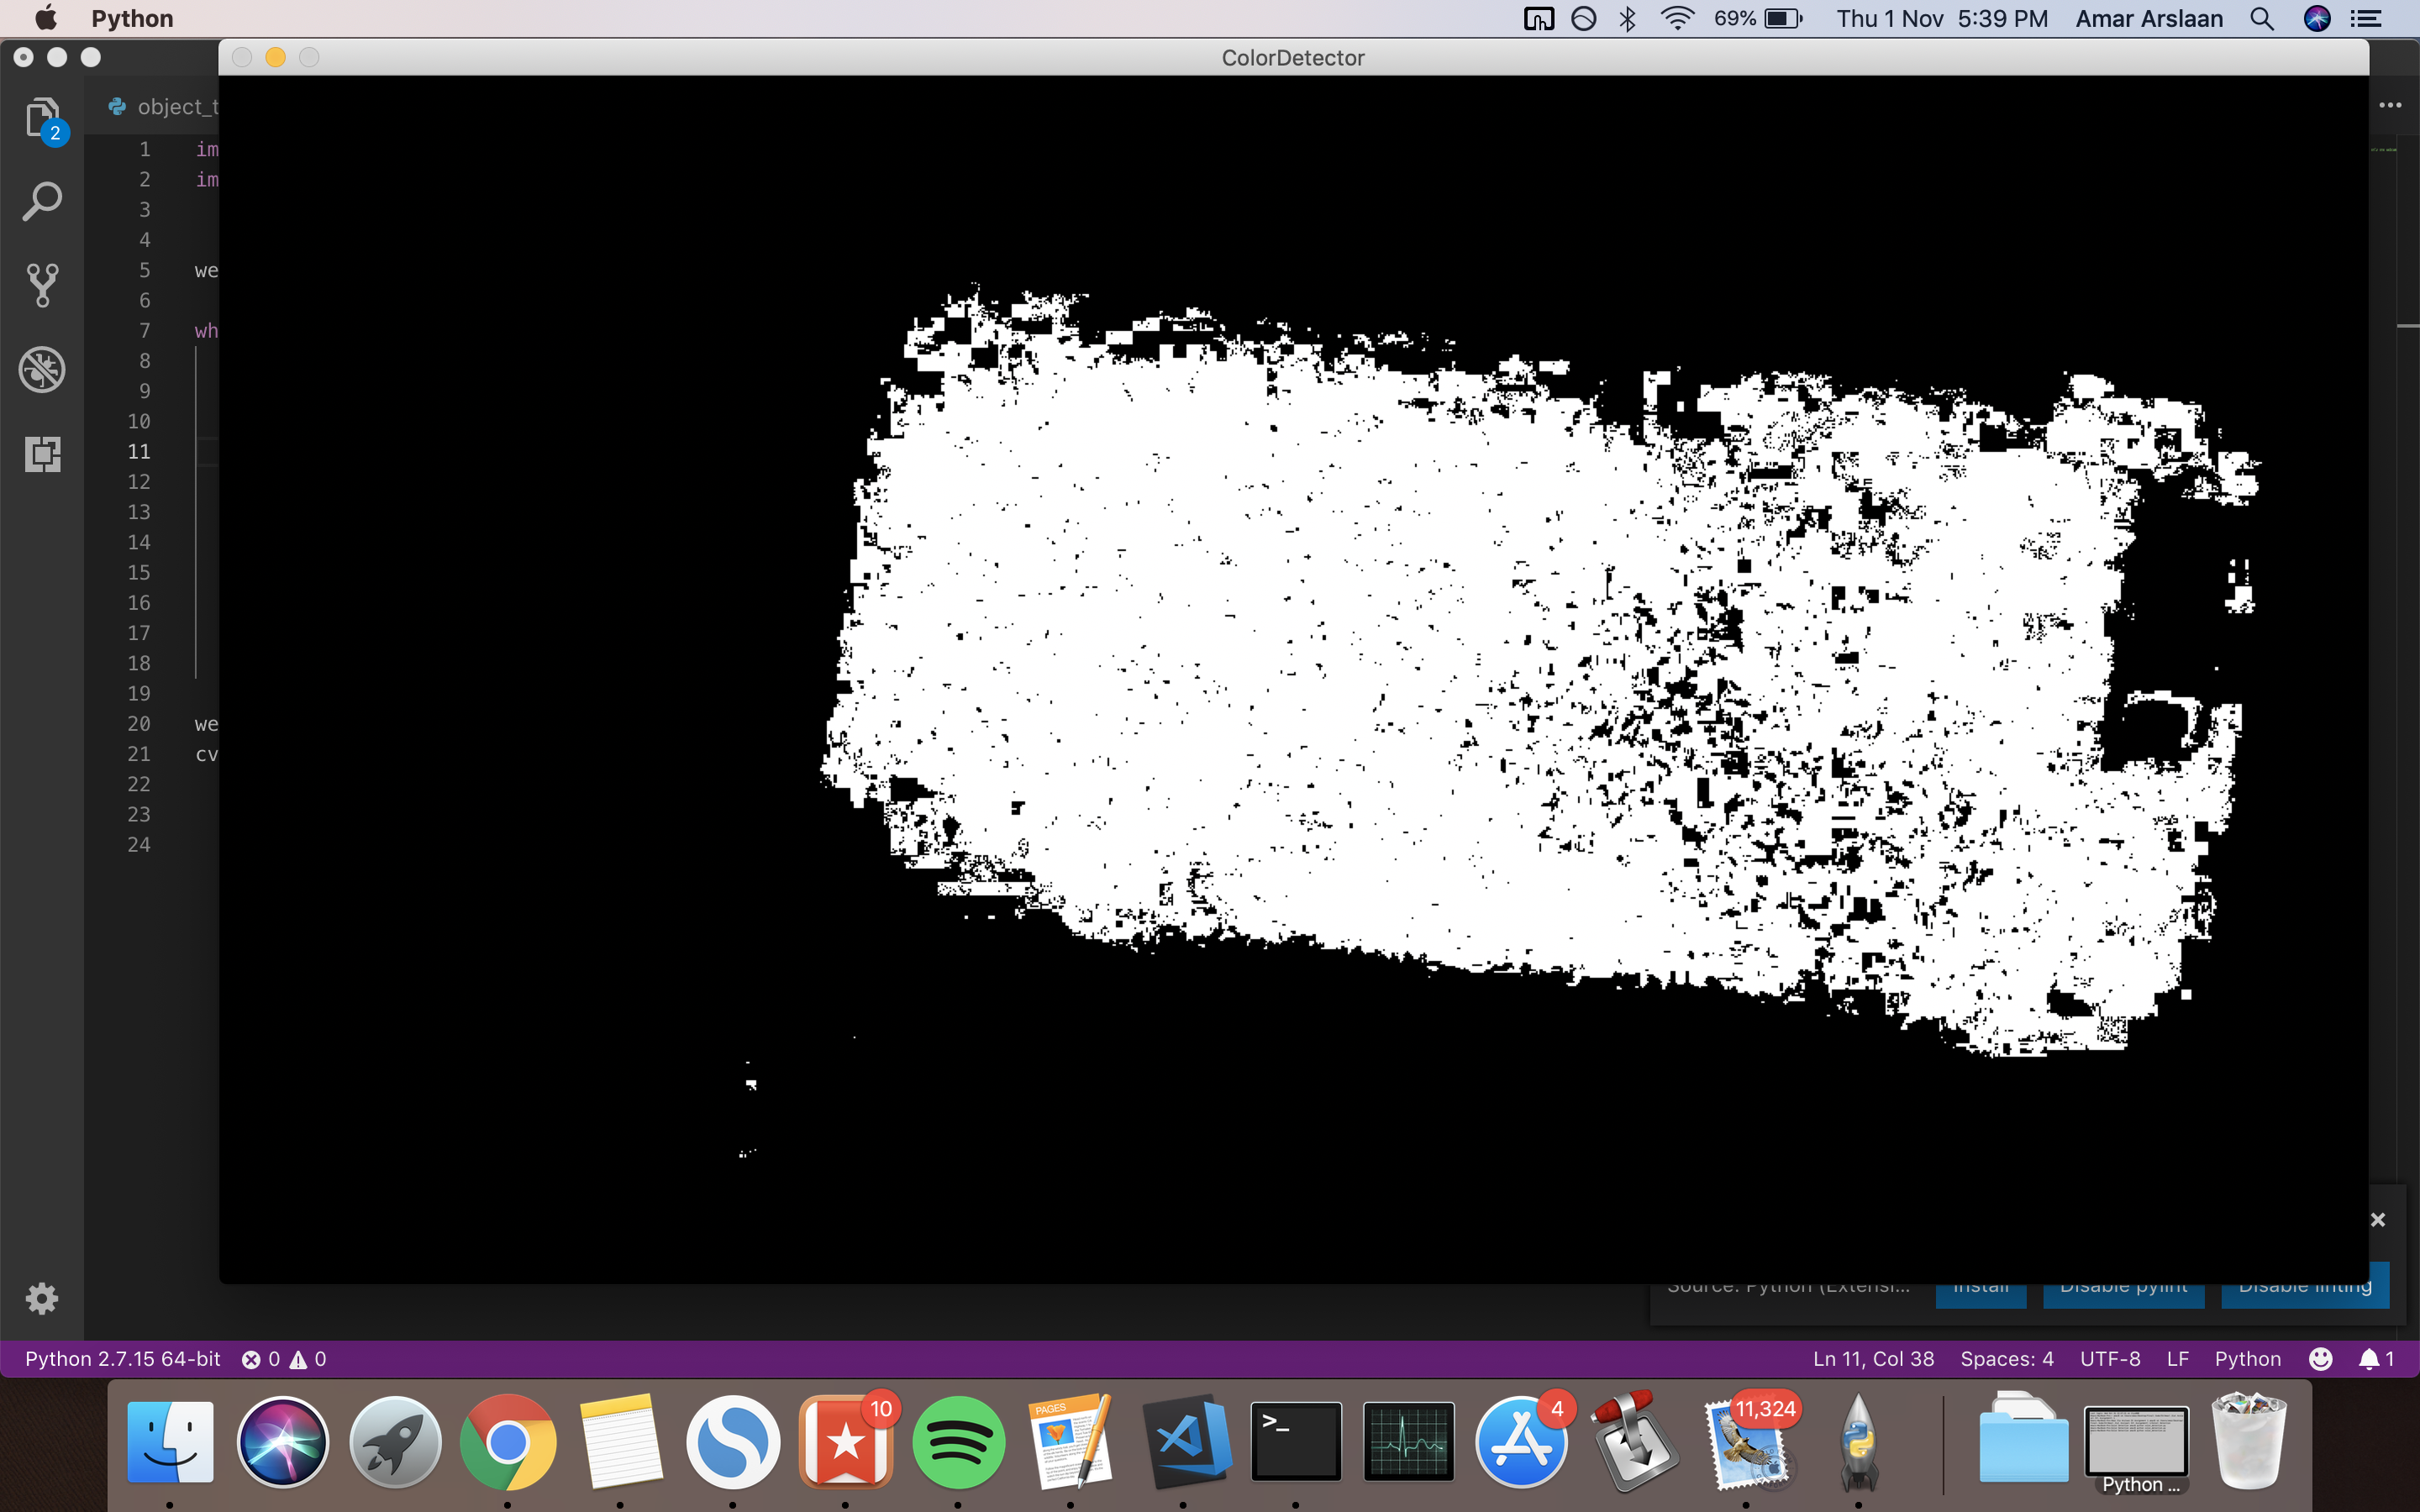 Python 69% Thu 1 Nov 5:39 PM Amar Arslaan
ColorDetector
2
object_t
1 im
2 im
3
4
5 we
6
7 wh
8
9
10
11
12
13
14
15
16
17
18
19
20 we
21 cv
22
23
24
Source: Python (Extensi... Install Disable pylint Disable linting
Python 2.7.15 64-bit 0 0 Ln 11, Col 38 Spaces: 4 UTF-8 LF Python 1
10 PAGES >_ 4 11,324
Python ...